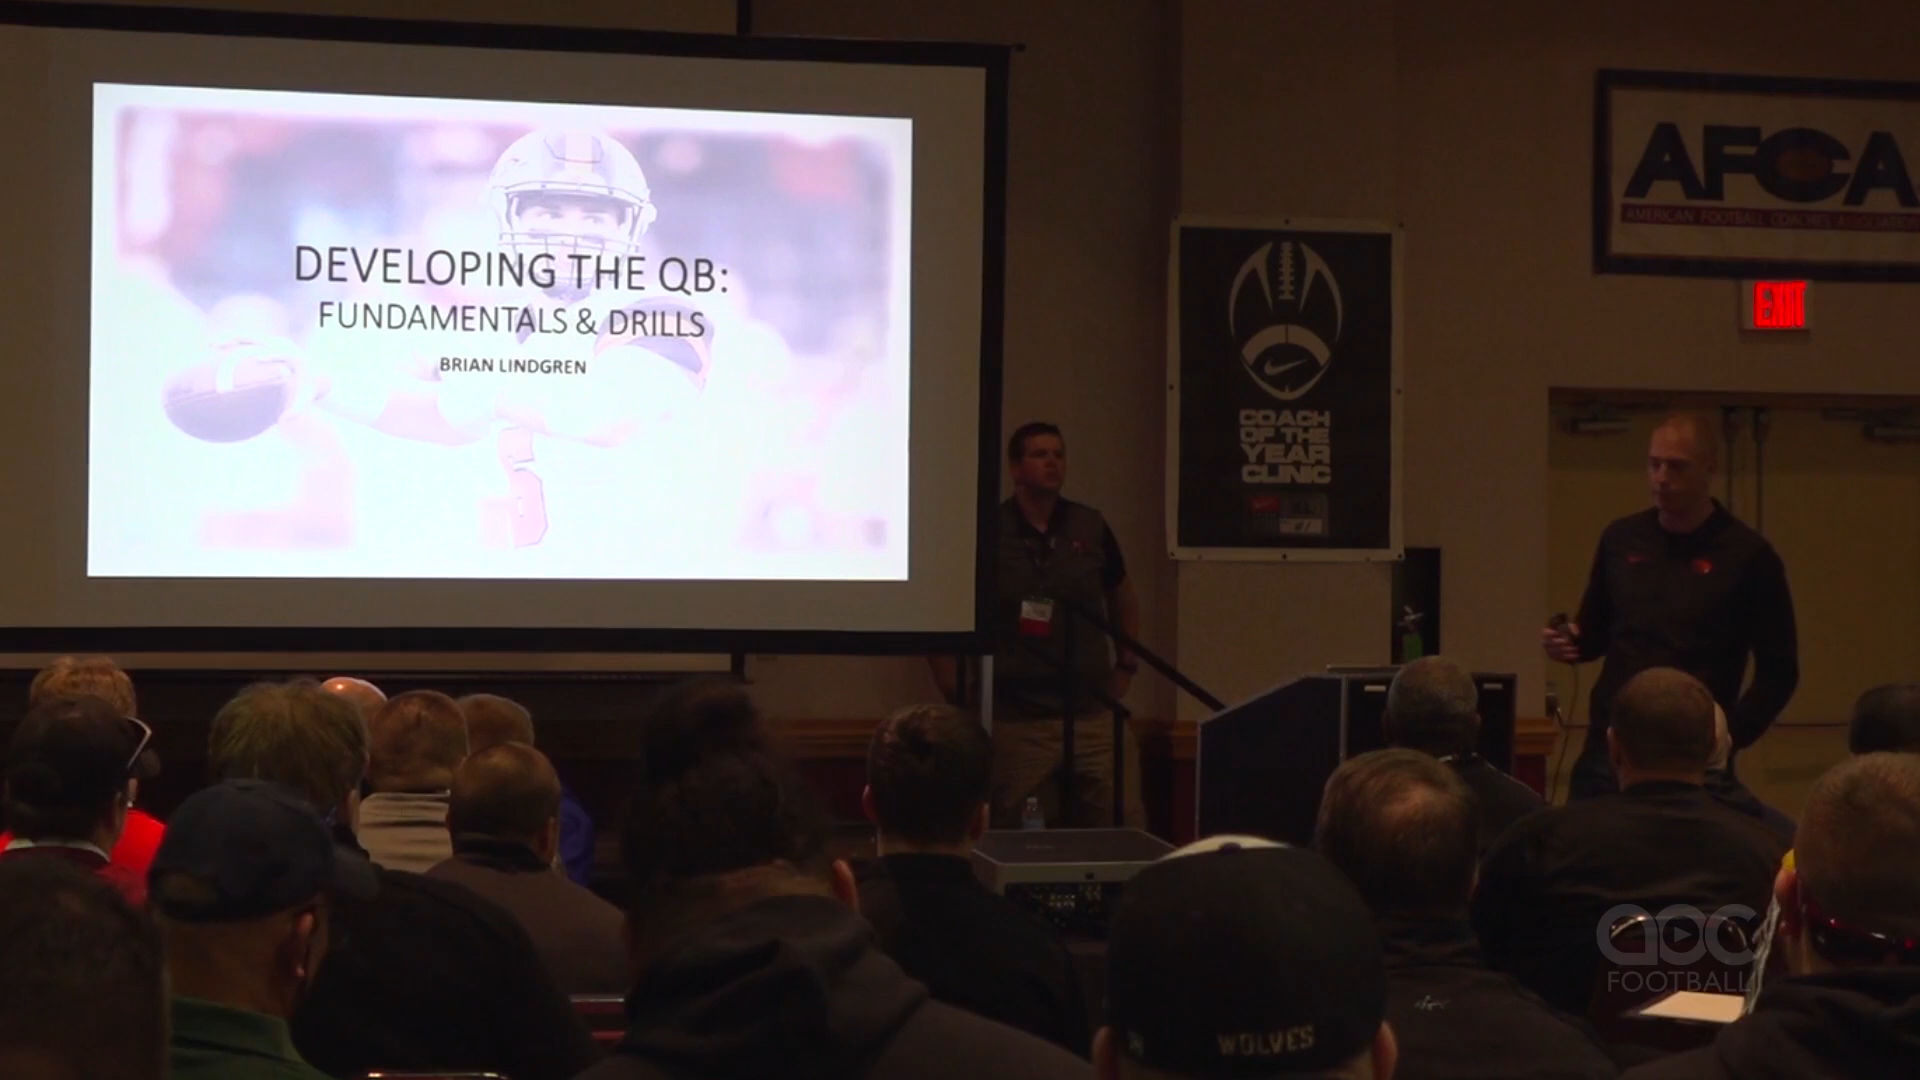 DEVELOPING THE QB:
FUNDAMENTALS & DRILLS
BRIAN LINDGREN
AFCA
AMERICAN FOOTBALL COACHES ASSOCIATION
EXIT
COACH
OF THE
YEAR
CLINIC
WOLVES
aoc
FOOTBALL